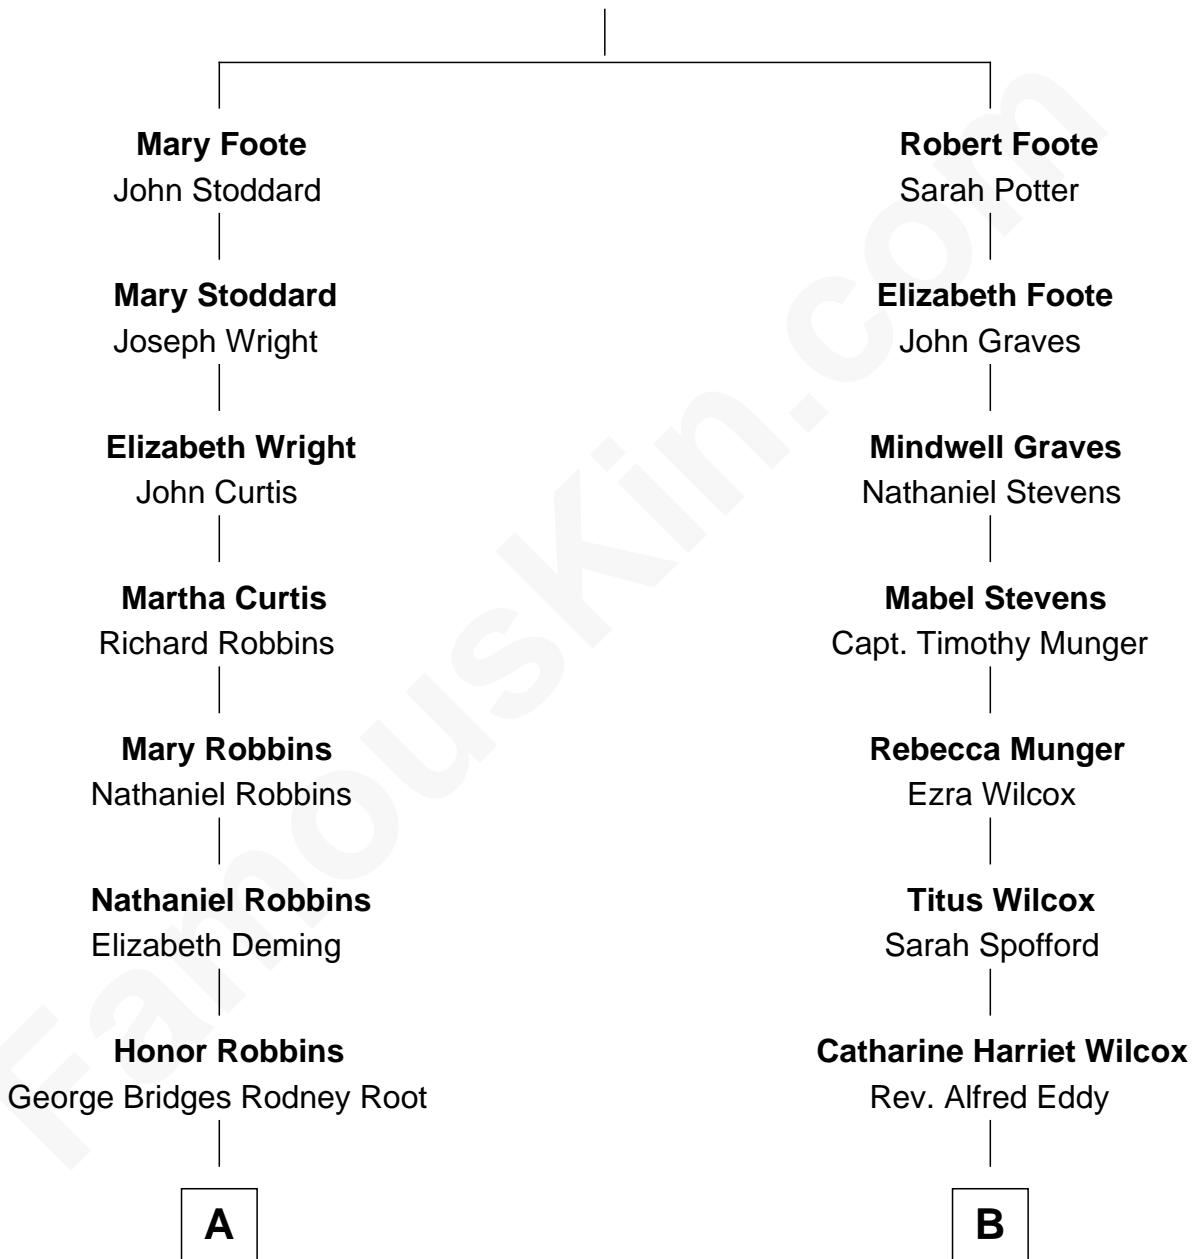 Mary Foote
John Stoddard
Robert Foote
Sarah Potter
Mary Stoddard
Joseph Wright
Elizabeth Foote
John Graves
Elizabeth Wright
John Curtis
Mindwell Graves
Nathaniel Stevens
Martha Curtis
Richard Robbins
Mabel Stevens
Capt. Timothy Munger
Mary Robbins
Nathaniel Robbins
Rebecca Munger
Ezra Wilcox
Nathaniel Robbins
Elizabeth Deming
Titus Wilcox
Sarah Spofford
Honor Robbins
George Bridges Rodney Root
Catharine Harriet Wilcox
Rev. Alfred Eddy
A
B
FamousKin.com